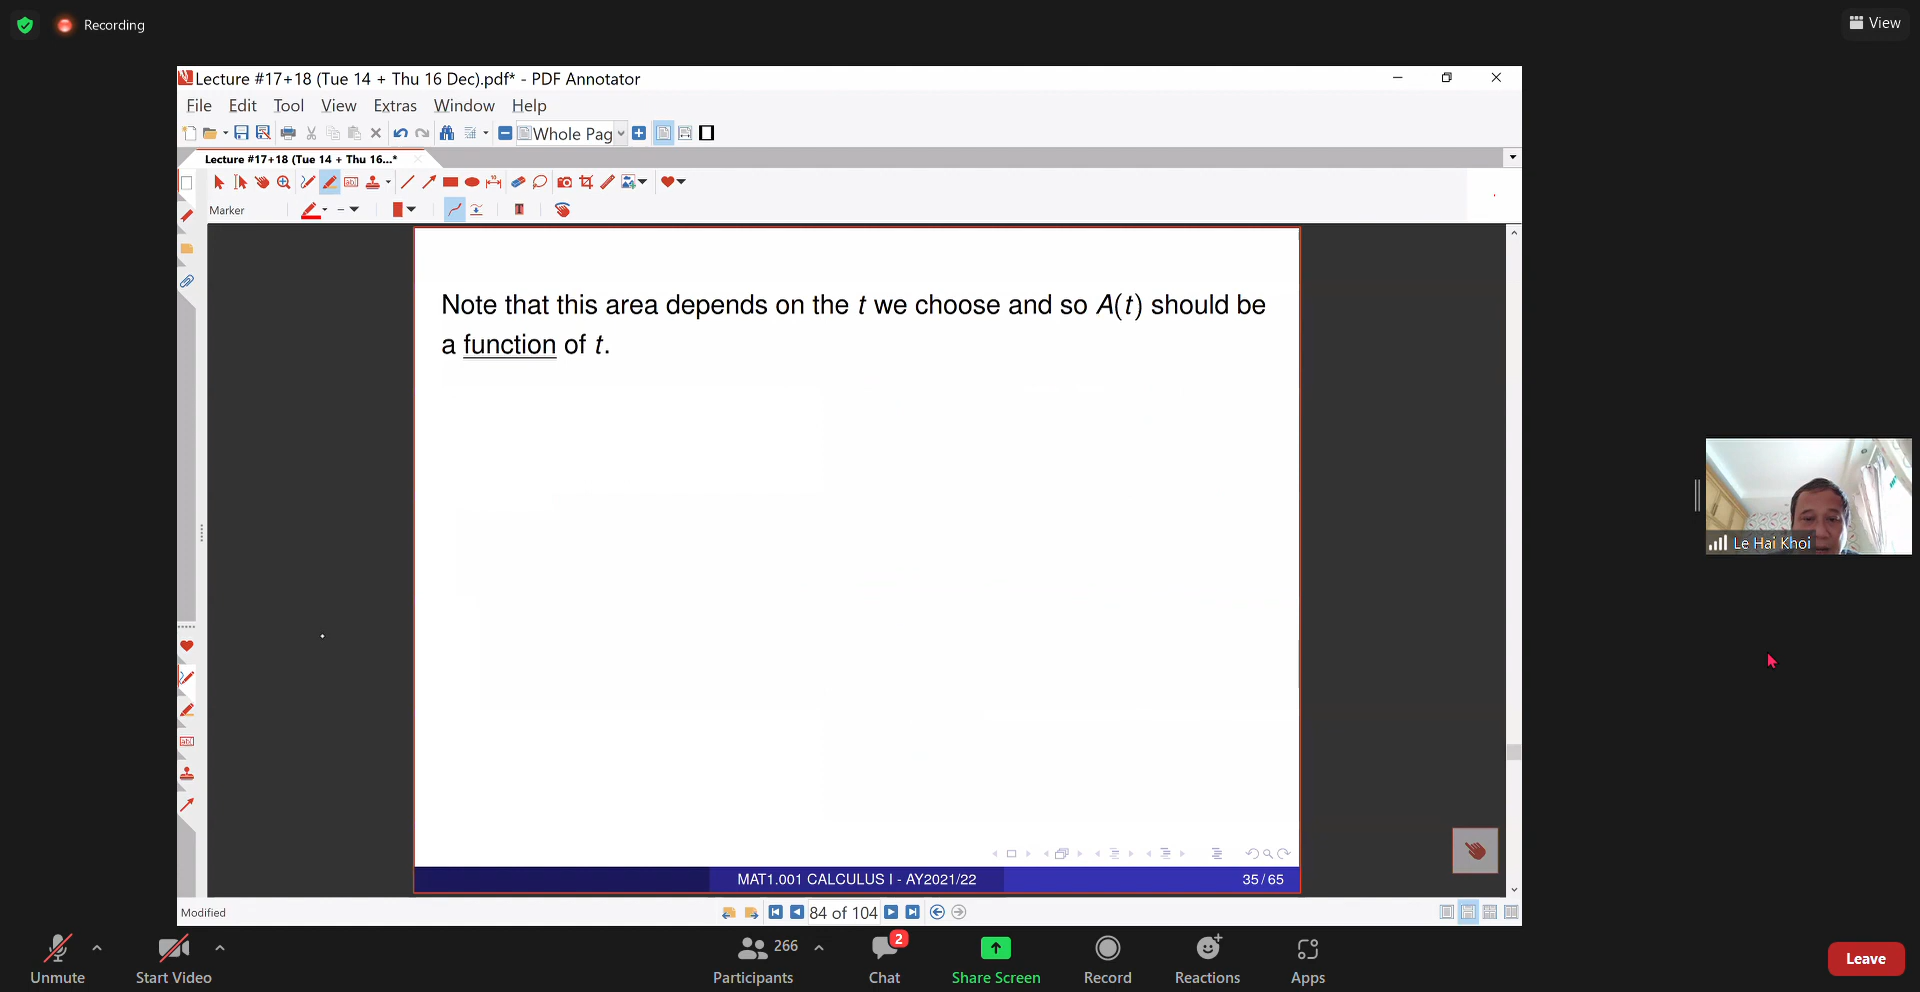 Recording
View
Lecture #17+18 (Tue 14 + Thu 16 Dec).pdf* - PDF Annotator
File Edit Tool View Extras Window Help
Whole Pag
Lecture #17+18 (Tue 14 + Thu 16...*
Marker
Note that this area depends on the t we choose and so A(t) should be
a function of t.
Le Hai Khoi
MAT1.001 CALCULUS I - AY2021/22 35/65
Modified 84 of 104
266 2
Unmute Start Video Participants Chat Share Screen Record Reactions Apps Leave